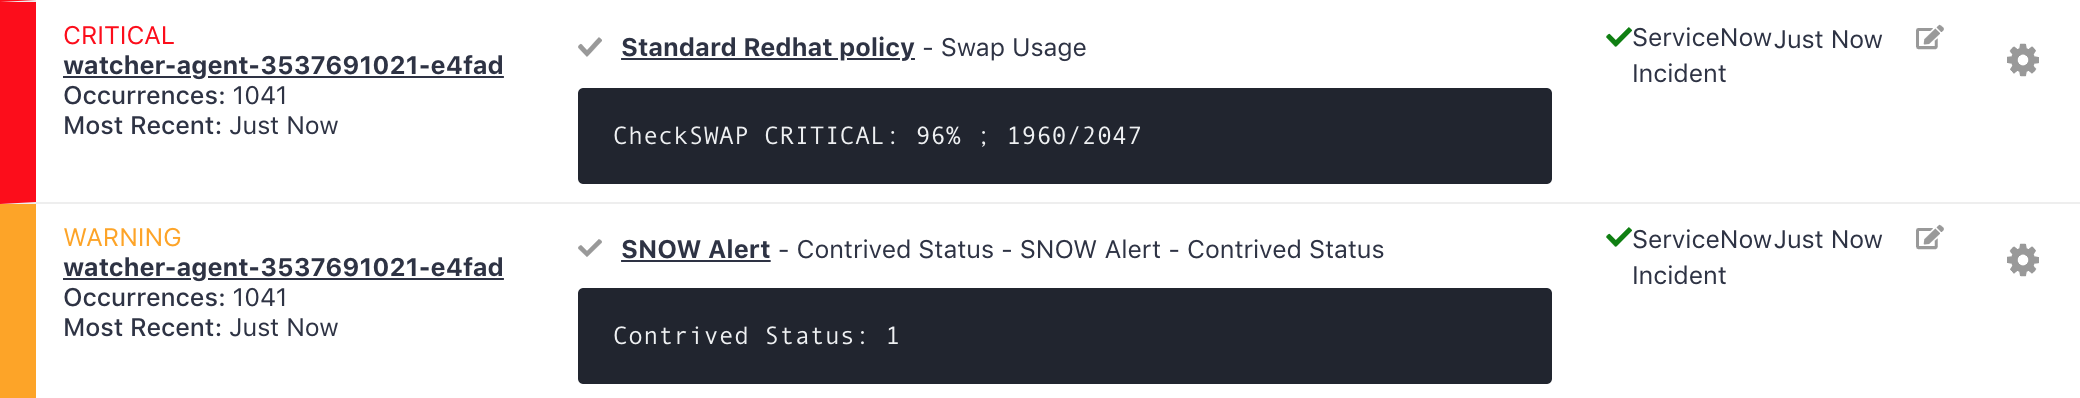 CRITICAL
watcher-agent-3537691021-e4fad
Occurrences: 1041
Most Recent: Just Now
Standard Redhat policy - Swap Usage
CheckSWAP CRITICAL: 96% ; 1960/2047
ServiceNow Just Now
Incident
WARNING
watcher-agent-3537691021-e4fad
Occurrences: 1041
Most Recent: Just Now
SNOW Alert - Contrived Status - SNOW Alert - Contrived Status
Contrived Status: 1
ServiceNow Just Now
Incident